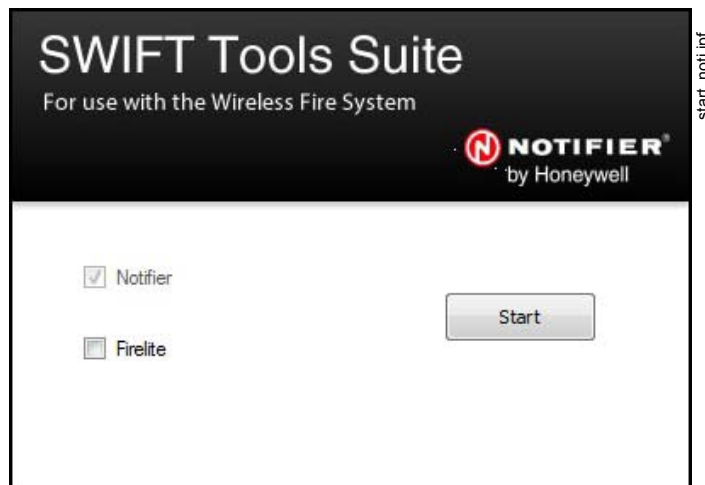 SWIFT Tools Suite
For use with the Wireless Fire System
NOTIFIER®
by Honeywell
Notifier
Start
Firelite